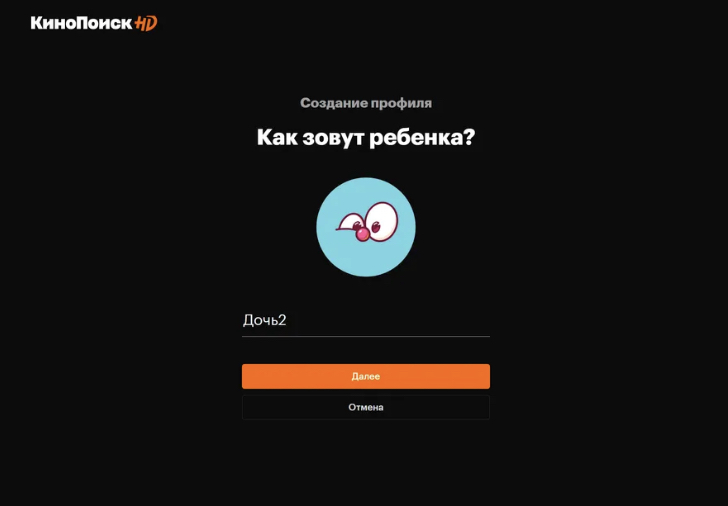 КиноПоиск HD
Создание профиля
Как зовут ребенка?
Дочь2
Далее
Отмена